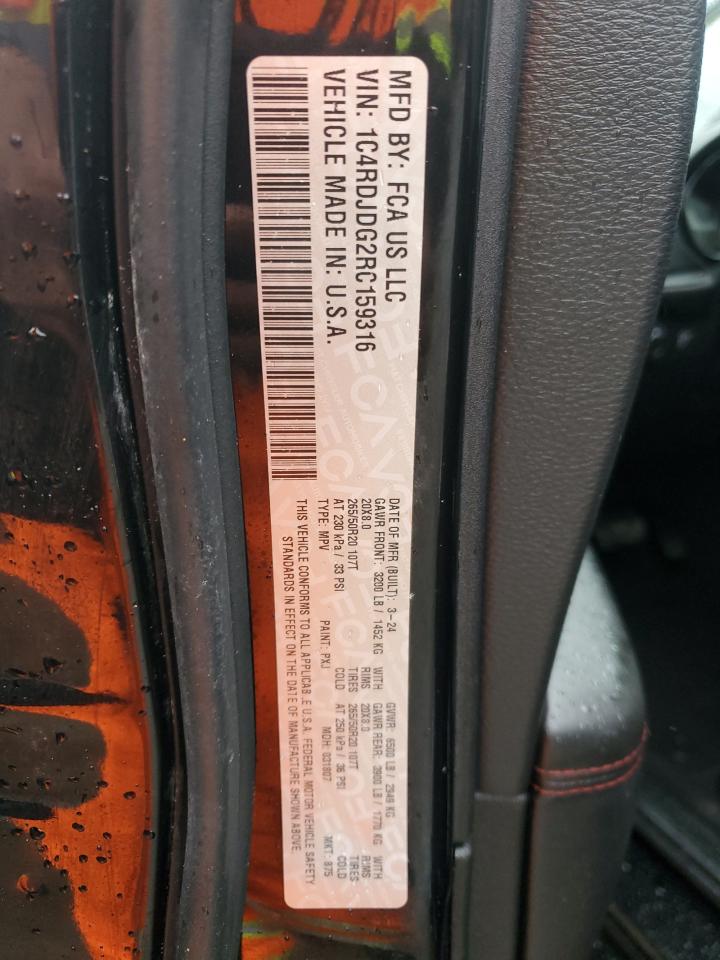 MFD BY: FCA US LLC
VIN: 1C4RDJDG2RC159316
VEHICLE MADE IN: U.S.A.
DATE OF MFR (BUILT): 3-24 GVWR: 6500 LB / 2949 KG
GAWR FRONT: 3200 LB / 1452 KG WITH GAWR REAR: 3900 LB / 1770 KG WITH
20X8.0 RIMS 20X8.0 RIMS
265/50R20 107T TIRES 265/50R20 107T TIRES
AT 230 kPa / 33 PSI COLD AT 250 kPa / 36 PSI COLD
TYPE: MPV PAINT: PXJ MDH: 031807 MKT: 875
THIS VEHICLE CONFORMS TO ALL APPLICABLE U.S.A. FEDERAL MOTOR VEHICLE SAFETY
STANDARDS IN EFFECT ON THE DATE OF MANUFACTURE SHOWN ABOVE.